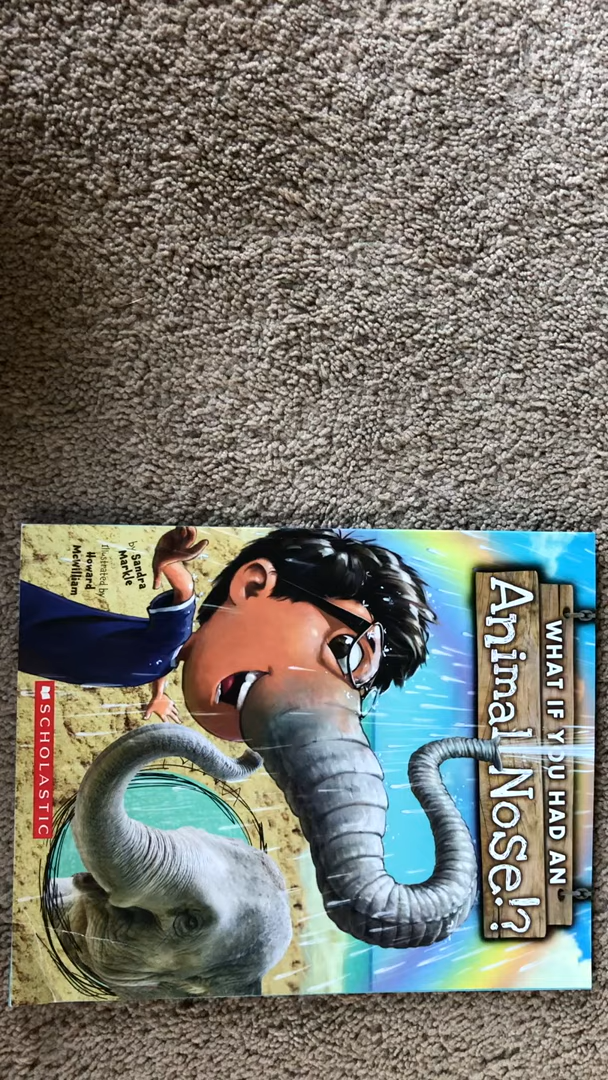 WHAT IF YOU HAD AN
Animal Nose!?
by Sandra
Markle
illustrated by
Howard
McWilliam
SCHOLASTIC